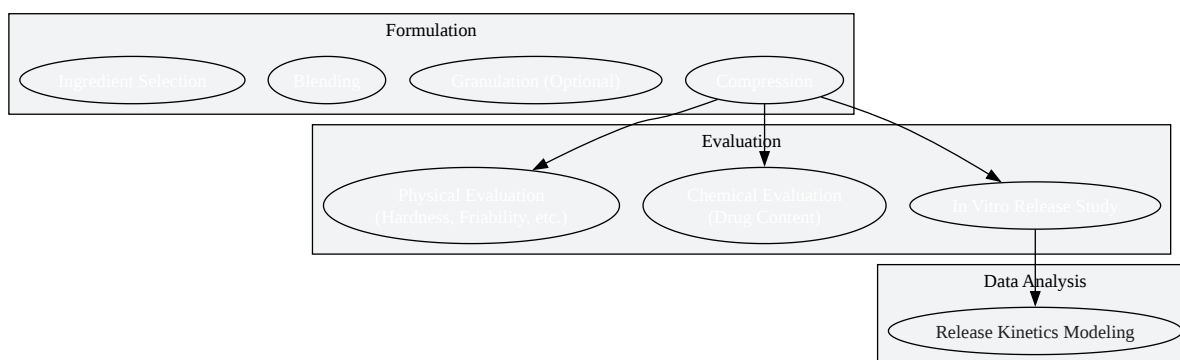 Formulation
Ingredient Selection
Blending
Granulation (Optional)
Compression
Evaluation
Physical Evaluation
(Hardness, Friability, etc.)
Chemical Evaluation
(Drug Content)
In Vitro Release Study
Data Analysis
Release Kinetics Modeling